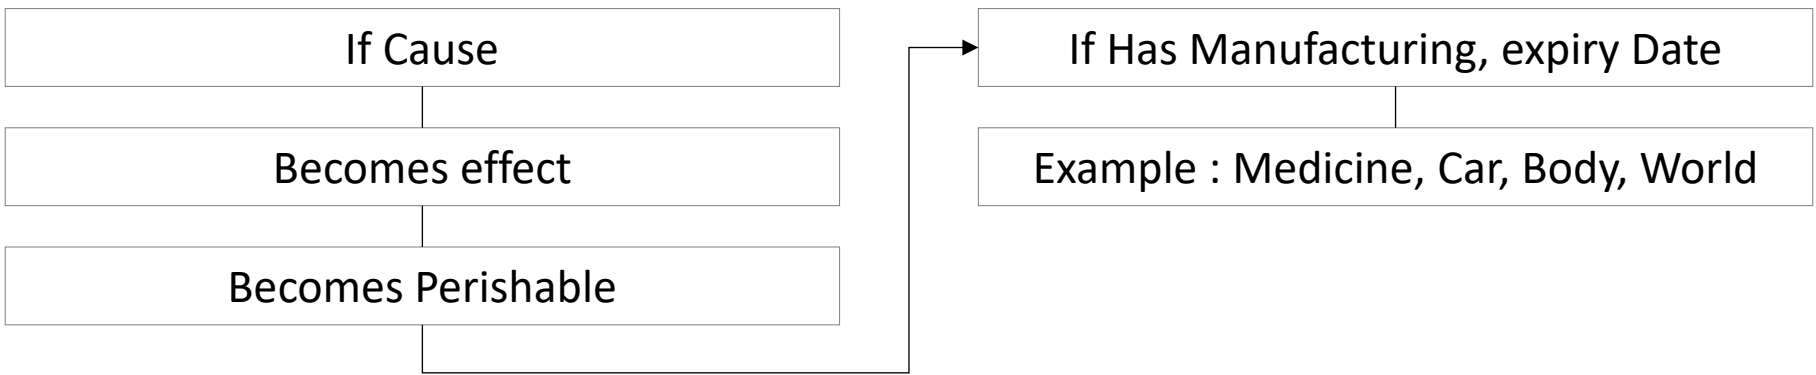 If Cause
Becomes effect
Becomes Perishable
If Has Manufacturing, expiry Date
Example : Medicine, Car, Body, World